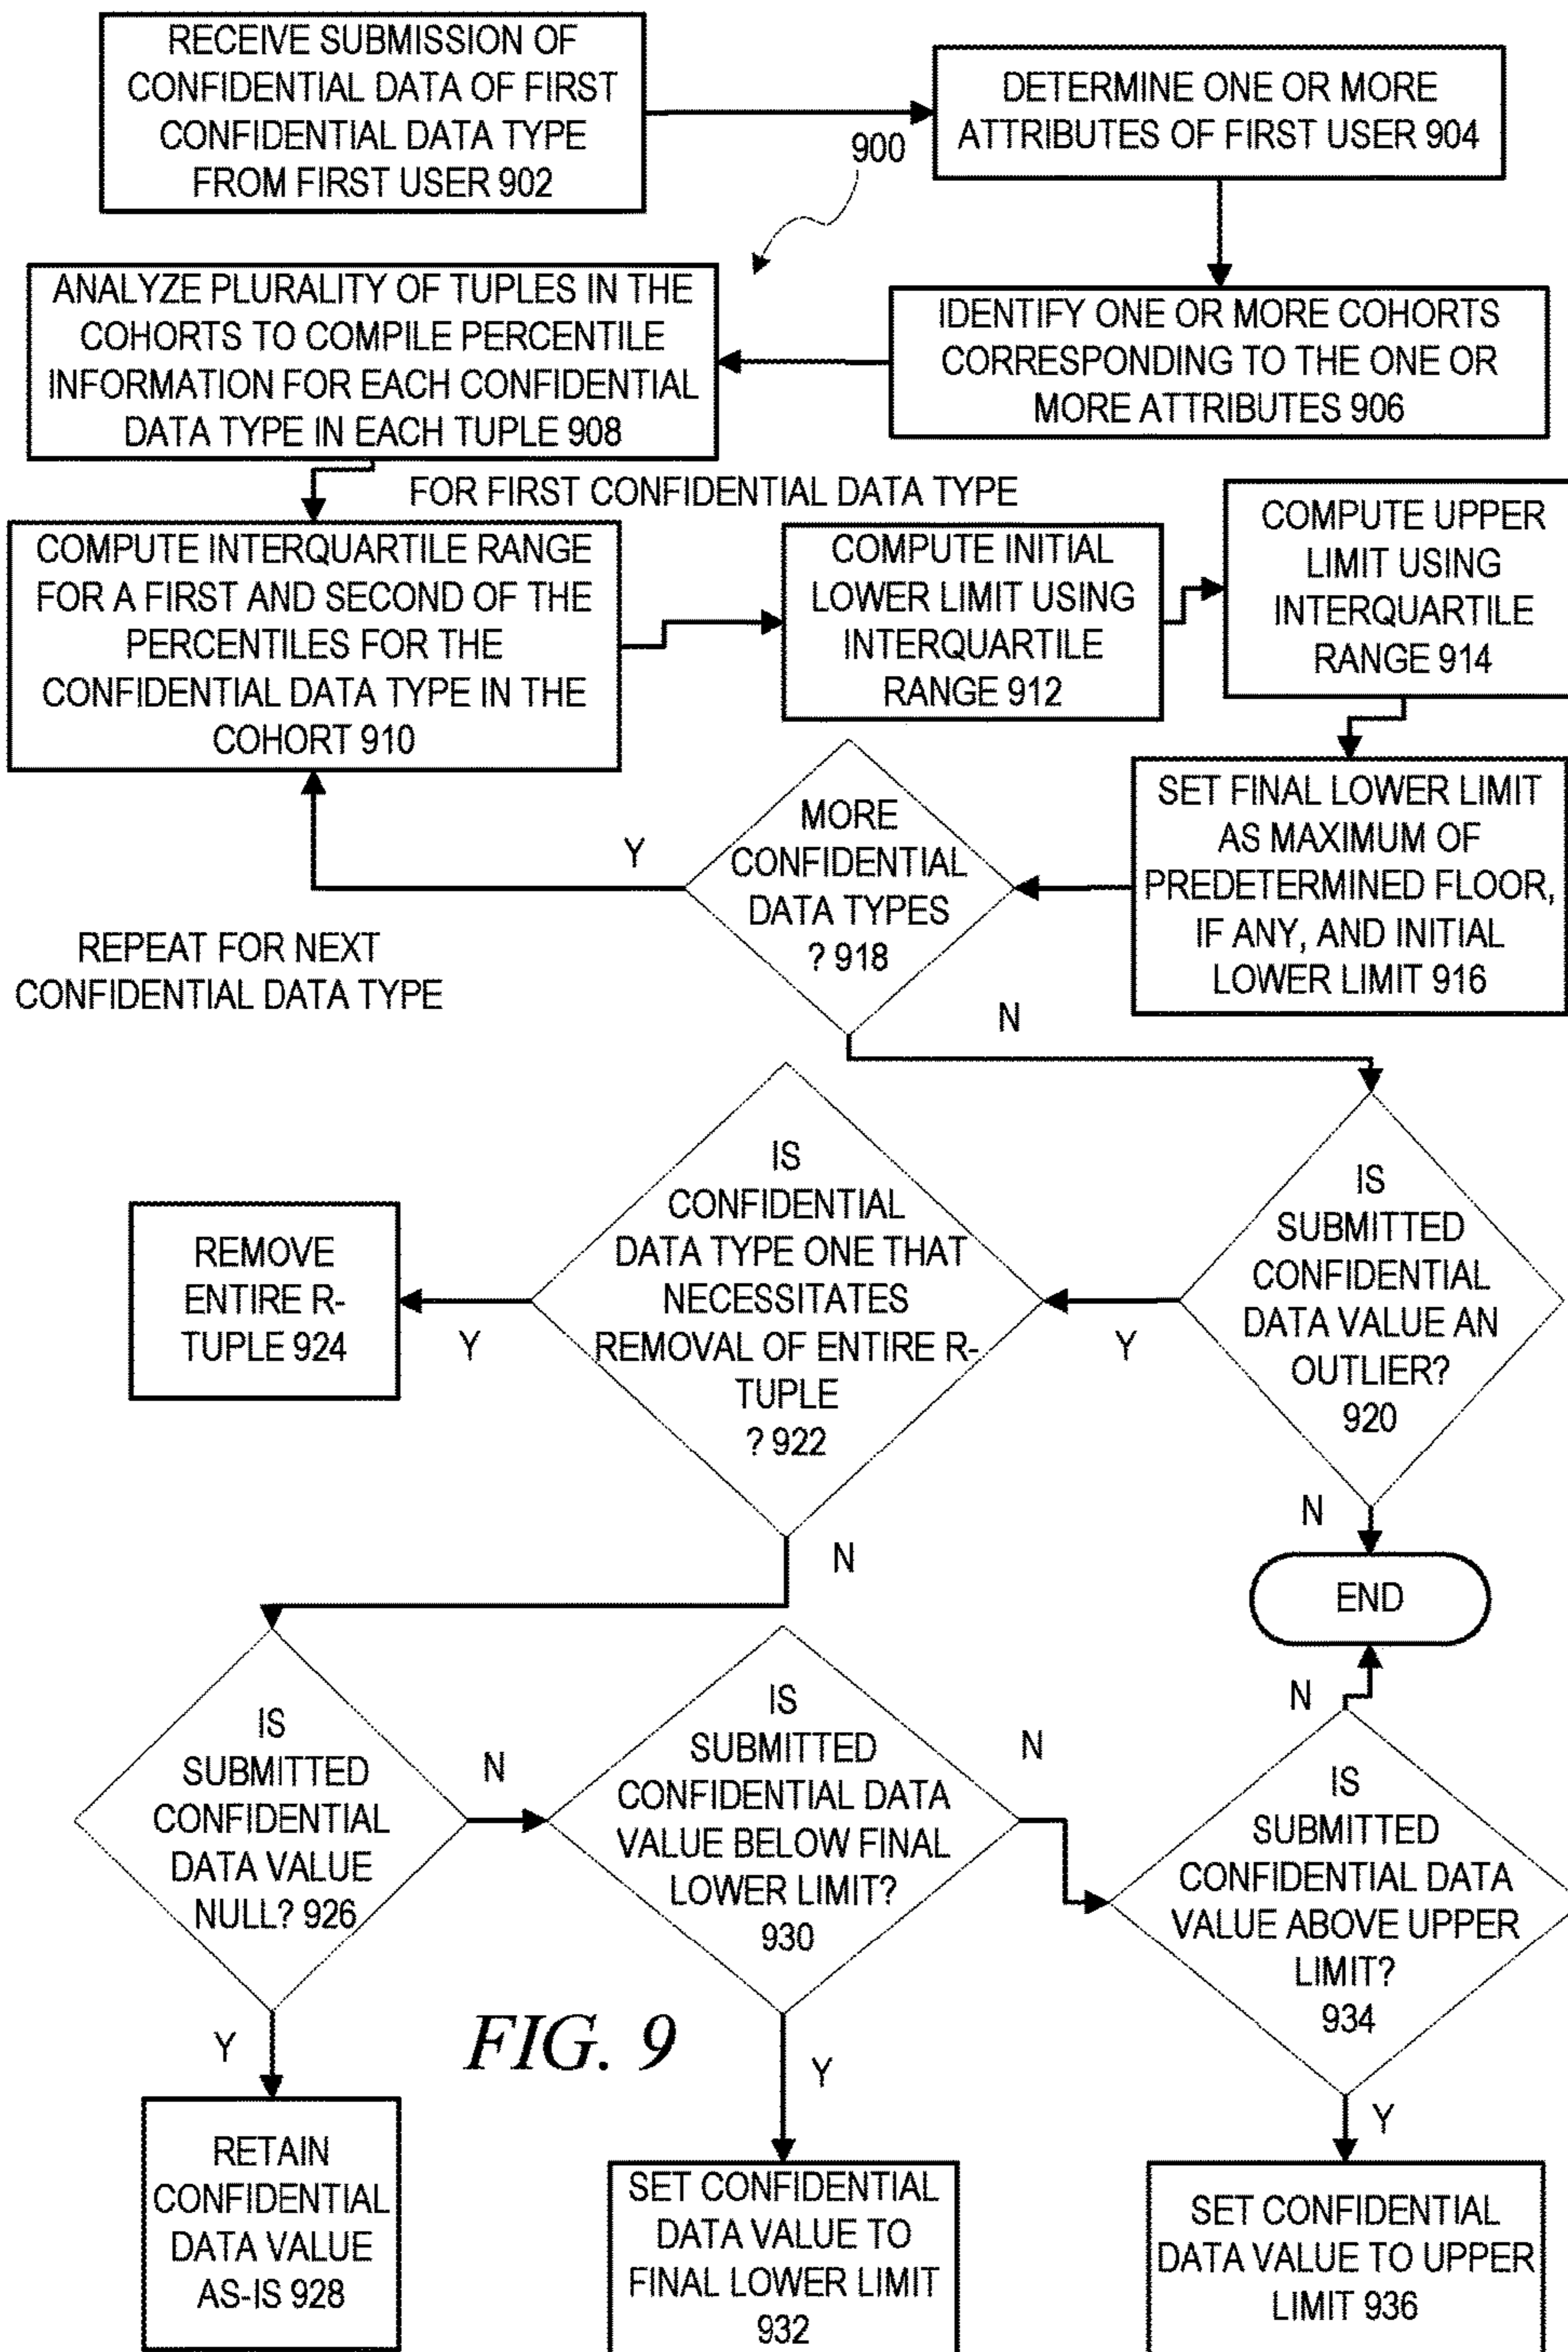 RECEIVE SUBMISSION OF
CONFIDENTIAL DATA OF FIRST
CONFIDENTIAL DATA TYPE
FROM FIRST USER 902
DETERMINE ONE OR MORE
ATTRIBUTES OF FIRST USER 904
900
IDENTIFY ONE OR MORE COHORTS
CORRESPONDING TO THE ONE OR
MORE ATTRIBUTES 906
ANALYZE PLURALITY OF TUPLES IN THE
COHORTS TO COMPILE PERCENTILE
INFORMATION FOR EACH CONFIDENTIAL
DATA TYPE IN EACH TUPLE 908
FOR FIRST CONFIDENTIAL DATA TYPE
COMPUTE INTERQUARTILE RANGE
FOR A FIRST AND SECOND OF THE
PERCENTILES FOR THE
CONFIDENTIAL DATA TYPE IN THE
COHORT 910
COMPUTE INITIAL
LOWER LIMIT USING
INTERQUARTILE
RANGE 912
COMPUTE UPPER
LIMIT USING
INTERQUARTILE
RANGE 914
SET FINAL LOWER LIMIT
AS MAXIMUM OF
PREDETERMINED FLOOR,
IF ANY, AND INITIAL
LOWER LIMIT 916
MORE
CONFIDENTIAL
DATA TYPES
? 918
Y
REPEAT FOR NEXT
CONFIDENTIAL DATA TYPE
N
IS
SUBMITTED
CONFIDENTIAL
DATA VALUE AN
OUTLIER?
920
Y
N
END
IS
CONFIDENTIAL
DATA TYPE ONE THAT
NECESSITATES
REMOVAL OF ENTIRE R-
TUPLE
? 922
Y
REMOVE
ENTIRE R-
TUPLE 924
N
IS
SUBMITTED
CONFIDENTIAL
DATA VALUE
NULL? 926
N
Y
RETAIN
CONFIDENTIAL
DATA VALUE
AS-IS 928
IS
SUBMITTED
CONFIDENTIAL DATA
VALUE BELOW FINAL
LOWER LIMIT?
930
N
Y
SET CONFIDENTIAL
DATA VALUE TO
FINAL LOWER LIMIT
932
IS
SUBMITTED
CONFIDENTIAL DATA
VALUE ABOVE UPPER
LIMIT?
934
N
Y
SET CONFIDENTIAL
DATA VALUE TO UPPER
LIMIT 936
FIG. 9